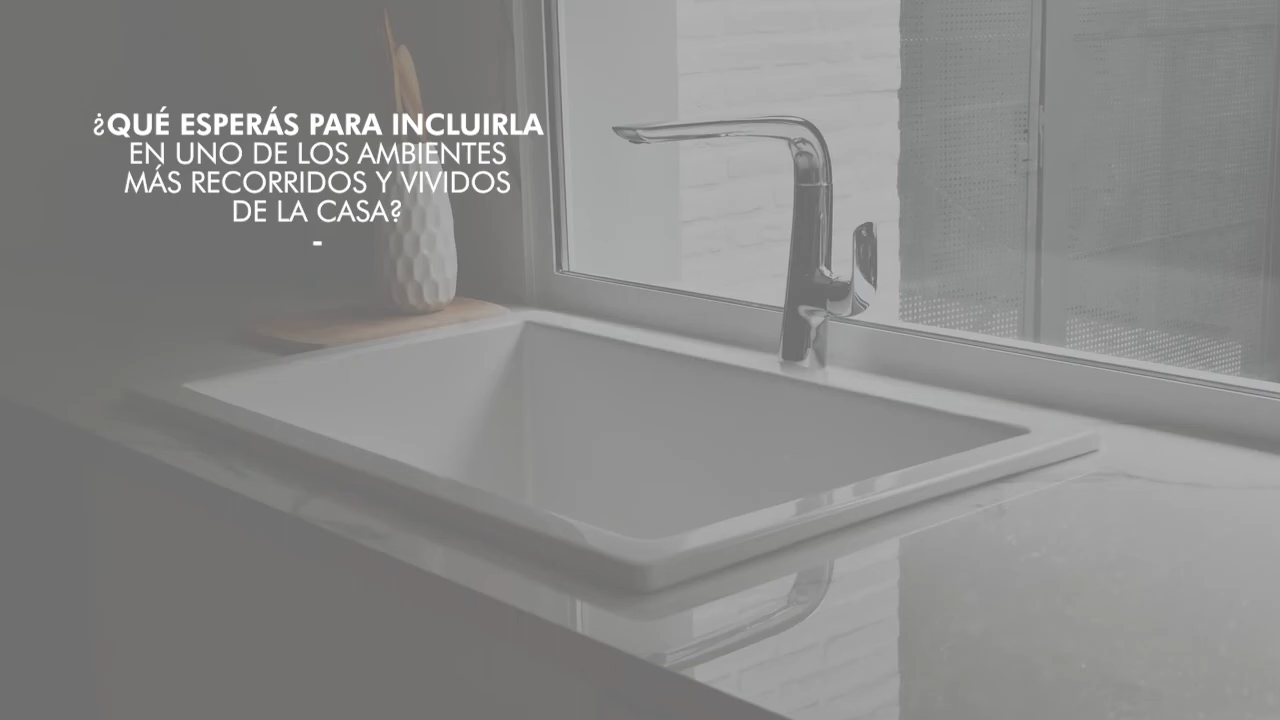 ¿QUÉ ESPERÁS PARA INCLUIRLA
EN UNO DE LOS AMBIENTES
MÁS RECORRIDOS Y VIVIDOS
DE LA CASA?
-